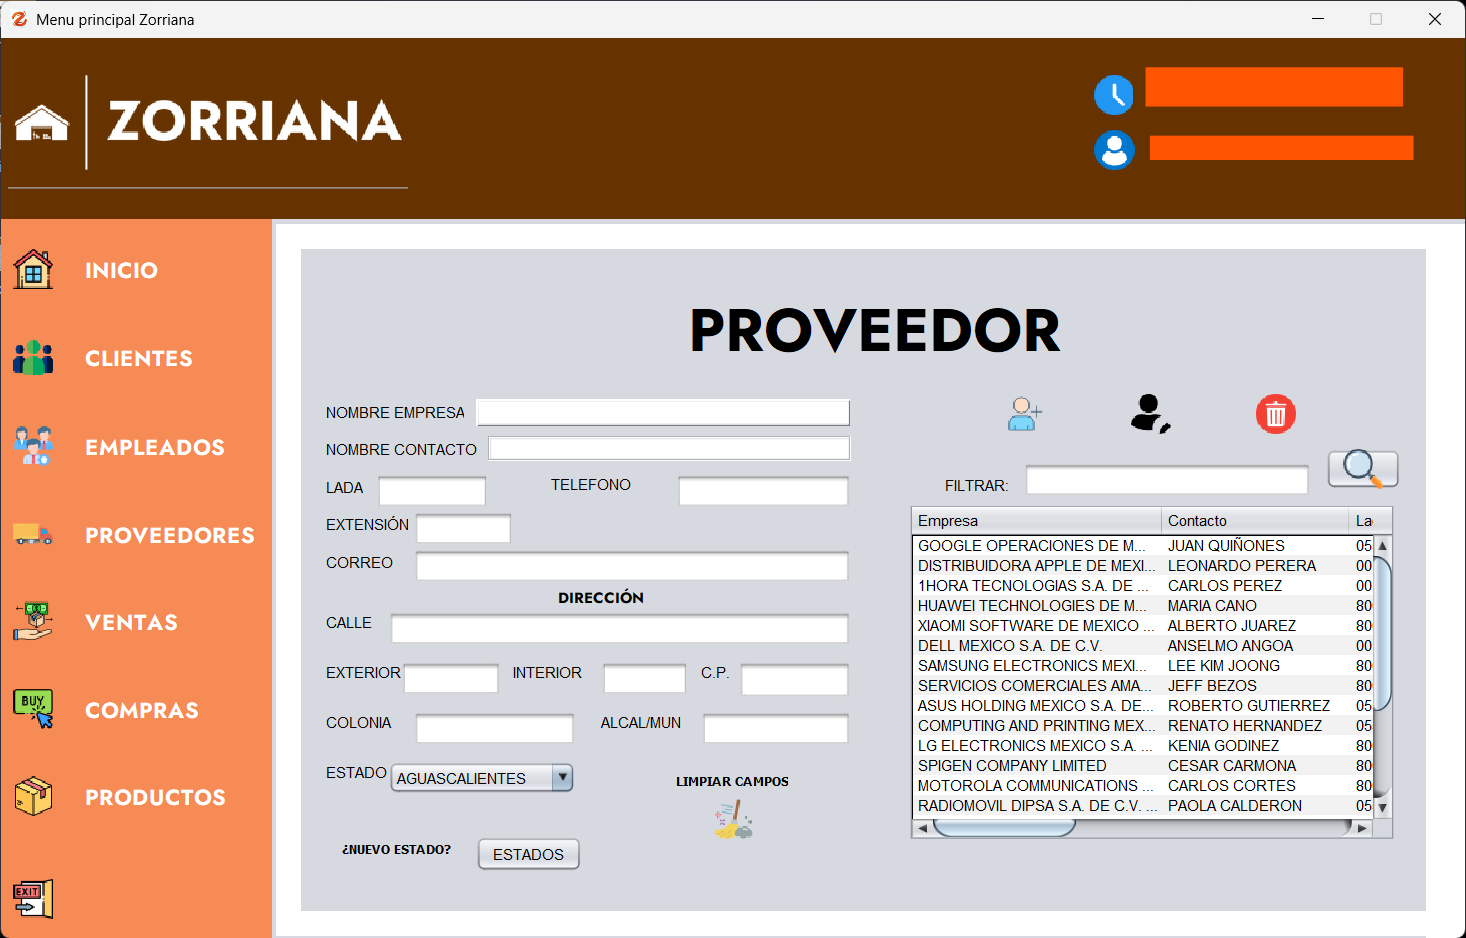 Menu principal Zorriana
ZORRIANA
INICIO
CLIENTES
EMPLEADOS
PROVEEDORES
VENTAS
BUY
COMPRAS
PRODUCTOS
EXIT
PROVEEDOR
NOMBRE EMPRESA
NOMBRE CONTACTO
LADA
TELEFONO
EXTENSIÓN
CORREO
DIRECCIÓN
CALLE
EXTERIOR
INTERIOR
C.P.
COLONIA
ALCAL/MUN
ESTADO
AGUASCALIENTES
LIMPIAR CAMPOS
¿NUEVO ESTADO?
ESTADOS
FILTRAR:
Empresa Contacto La
GOOGLE OPERACIONES DE M... JUAN QUIÑONES 05
DISTRIBUIDORA APPLE DE MEXI... LEONARDO PERERA 00
1HORA TECNOLOGIAS S.A. DE ... CARLOS PEREZ 00
HUAWEI TECHNOLOGIES DE M... MARIA CANO 80
XIAOMI SOFTWARE DE MEXICO ... ALBERTO JUAREZ 80
DELL MEXICO S.A. DE C.V. ANSELMO ANGOA 00
SAMSUNG ELECTRONICS MEXI... LEE KIM JOONG 80
SERVICIOS COMERCIALES AMA... JEFF BEZOS 80
ASUS HOLDING MEXICO S.A. DE... ROBERTO GUTIERREZ 05
COMPUTING AND PRINTING MEX... RENATO HERNANDEZ 05
LG ELECTRONICS MEXICO S.A. ... KENIA GODINEZ 80
SPIGEN COMPANY LIMITED CESAR CARMONA 80
MOTOROLA COMMUNICATIONS ... CARLOS CORTES 80
RADIOMOVIL DIPSA S.A. DE C.V. ... PAOLA CALDERON 05